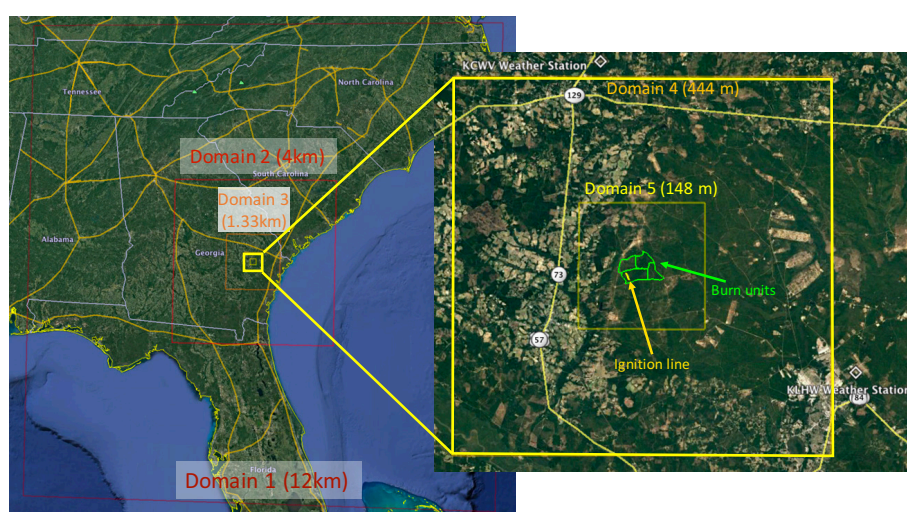 Tennessee
North Carolina
Domain 2 (4km)
South Carolina
Domain 3
(1.33km)
Alabama
Georgia
Florida
Domain 1 (12km)
KCWV Weather Station
Domain 4 (444 m)
129
Domain 5 (148 m)
73
Burn units
57
Ignition line
KLHW Weather Station
84